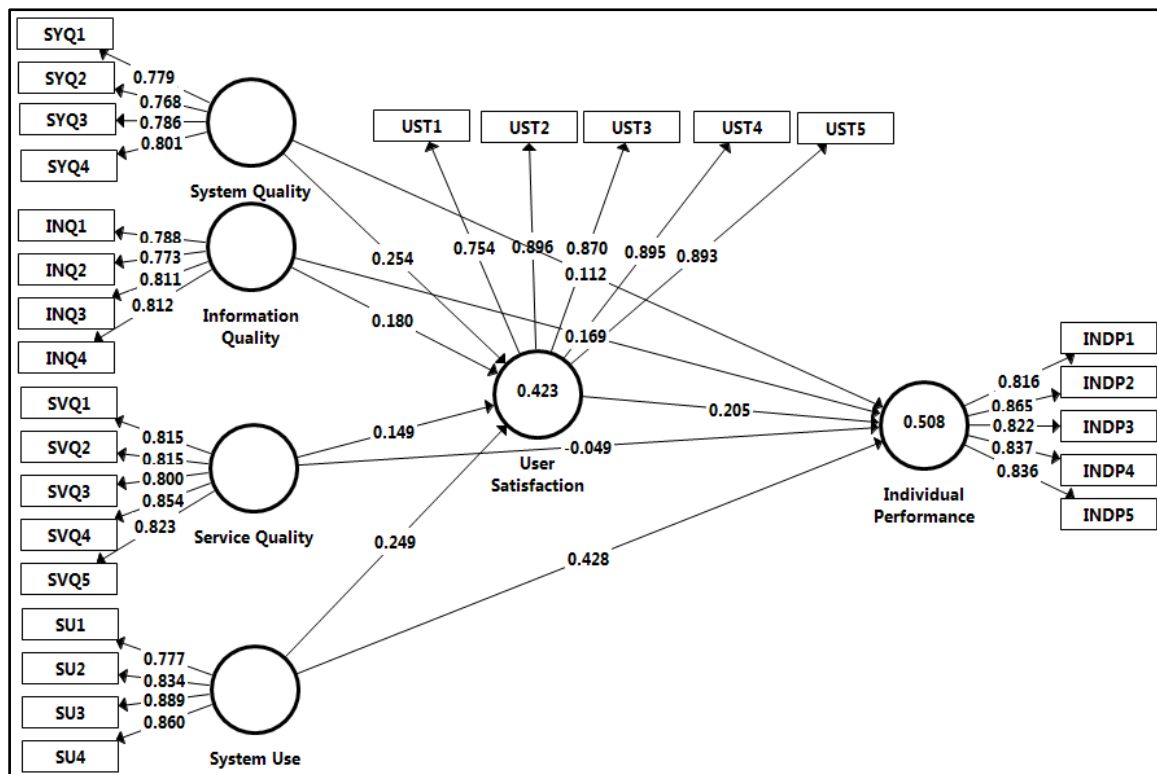 SYQ1
SYQ2
SYQ3
SYQ4
0.779
0.768
0.786
0.801
System Quality
INQ1
INQ2
INQ3
INQ4
0.788
0.773
0.811
0.812
Information
Quality
SVQ1
SVQ2
SVQ3
SVQ4
SVQ5
0.815
0.815
0.800
0.854
0.823
Service Quality
SU1
SU2
SU3
SU4
0.777
0.834
0.889
0.860
System Use
UST1
UST2
UST3
UST4
UST5
0.754
0.896
0.870
0.895
0.893
0.254
0.180
0.149
0.249
0.112
0.169
0.205
-0.049
0.428
0.423
User
Satisfaction
0.508
Individual
Performance
INDP1
INDP2
INDP3
INDP4
INDP5
0.816
0.865
0.822
0.837
0.836